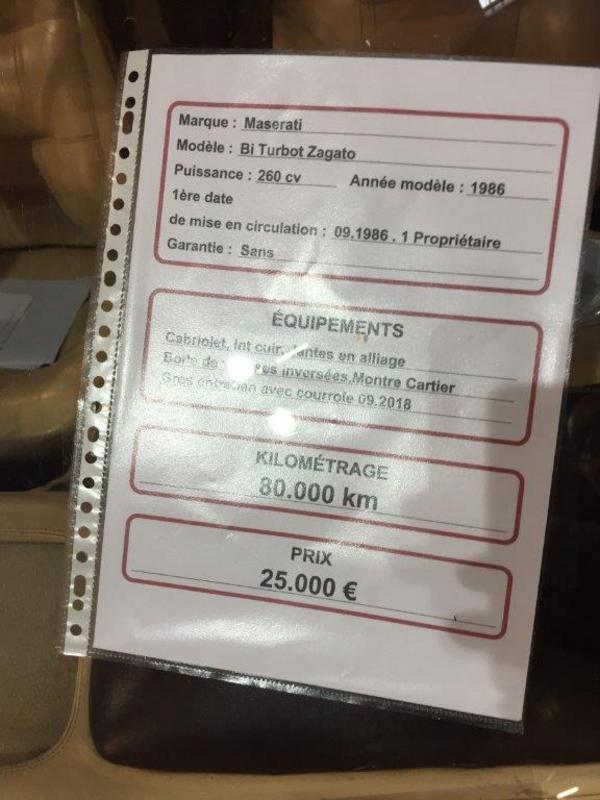 Marque : Maserati
Modèle : Bi Turbot Zagato
Puissance : 260 cv Année modèle : 1986
1ère date
de mise en circulation : 09.1986 . 1 Propriétaire
Garantie : Sans
ÉQUIPEMENTS
Cabriolet, Int cuir, en alliage
Boite de inversées,Montre Cartier
Gros entretien avec courroie 09.2018
KILOMÉTRAGE
80.000 km
PRIX
25.000 €